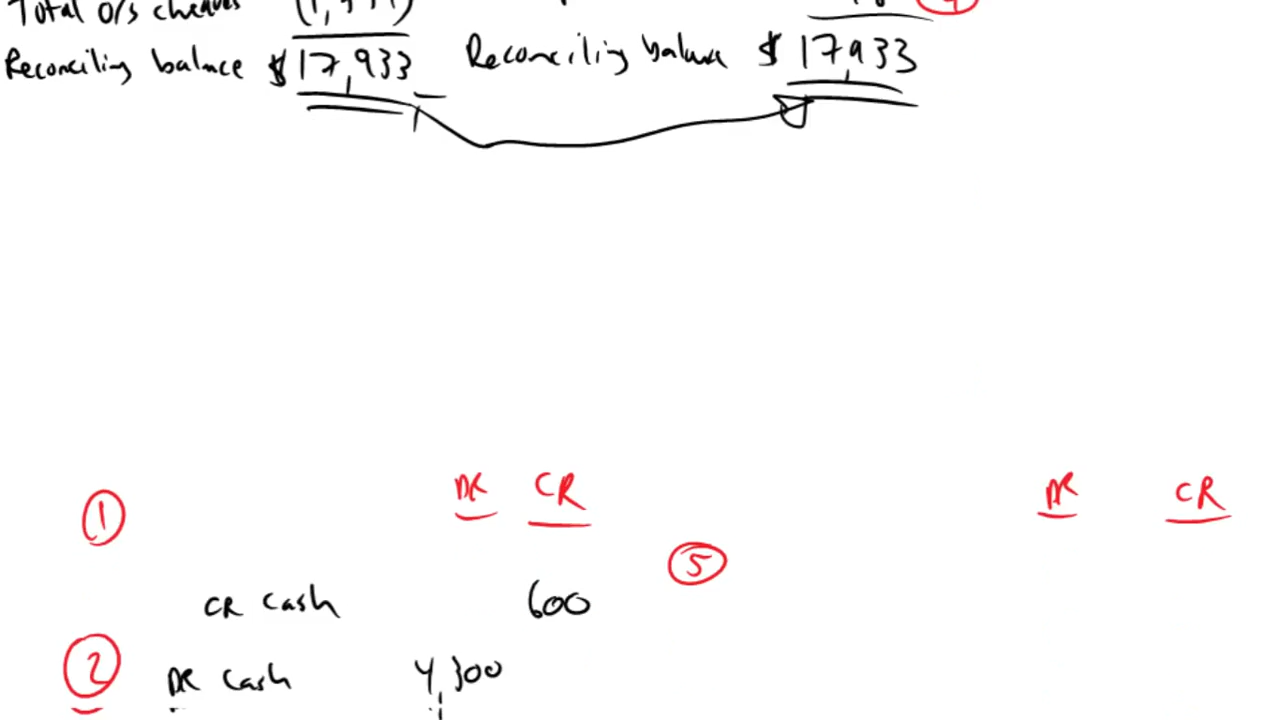 Total o/s cheques
Reconciling balance $17,933 Reconciling balance $17,933
DR CR DR CR
1
5
CR Cash 600
2 DR Cash 4,300